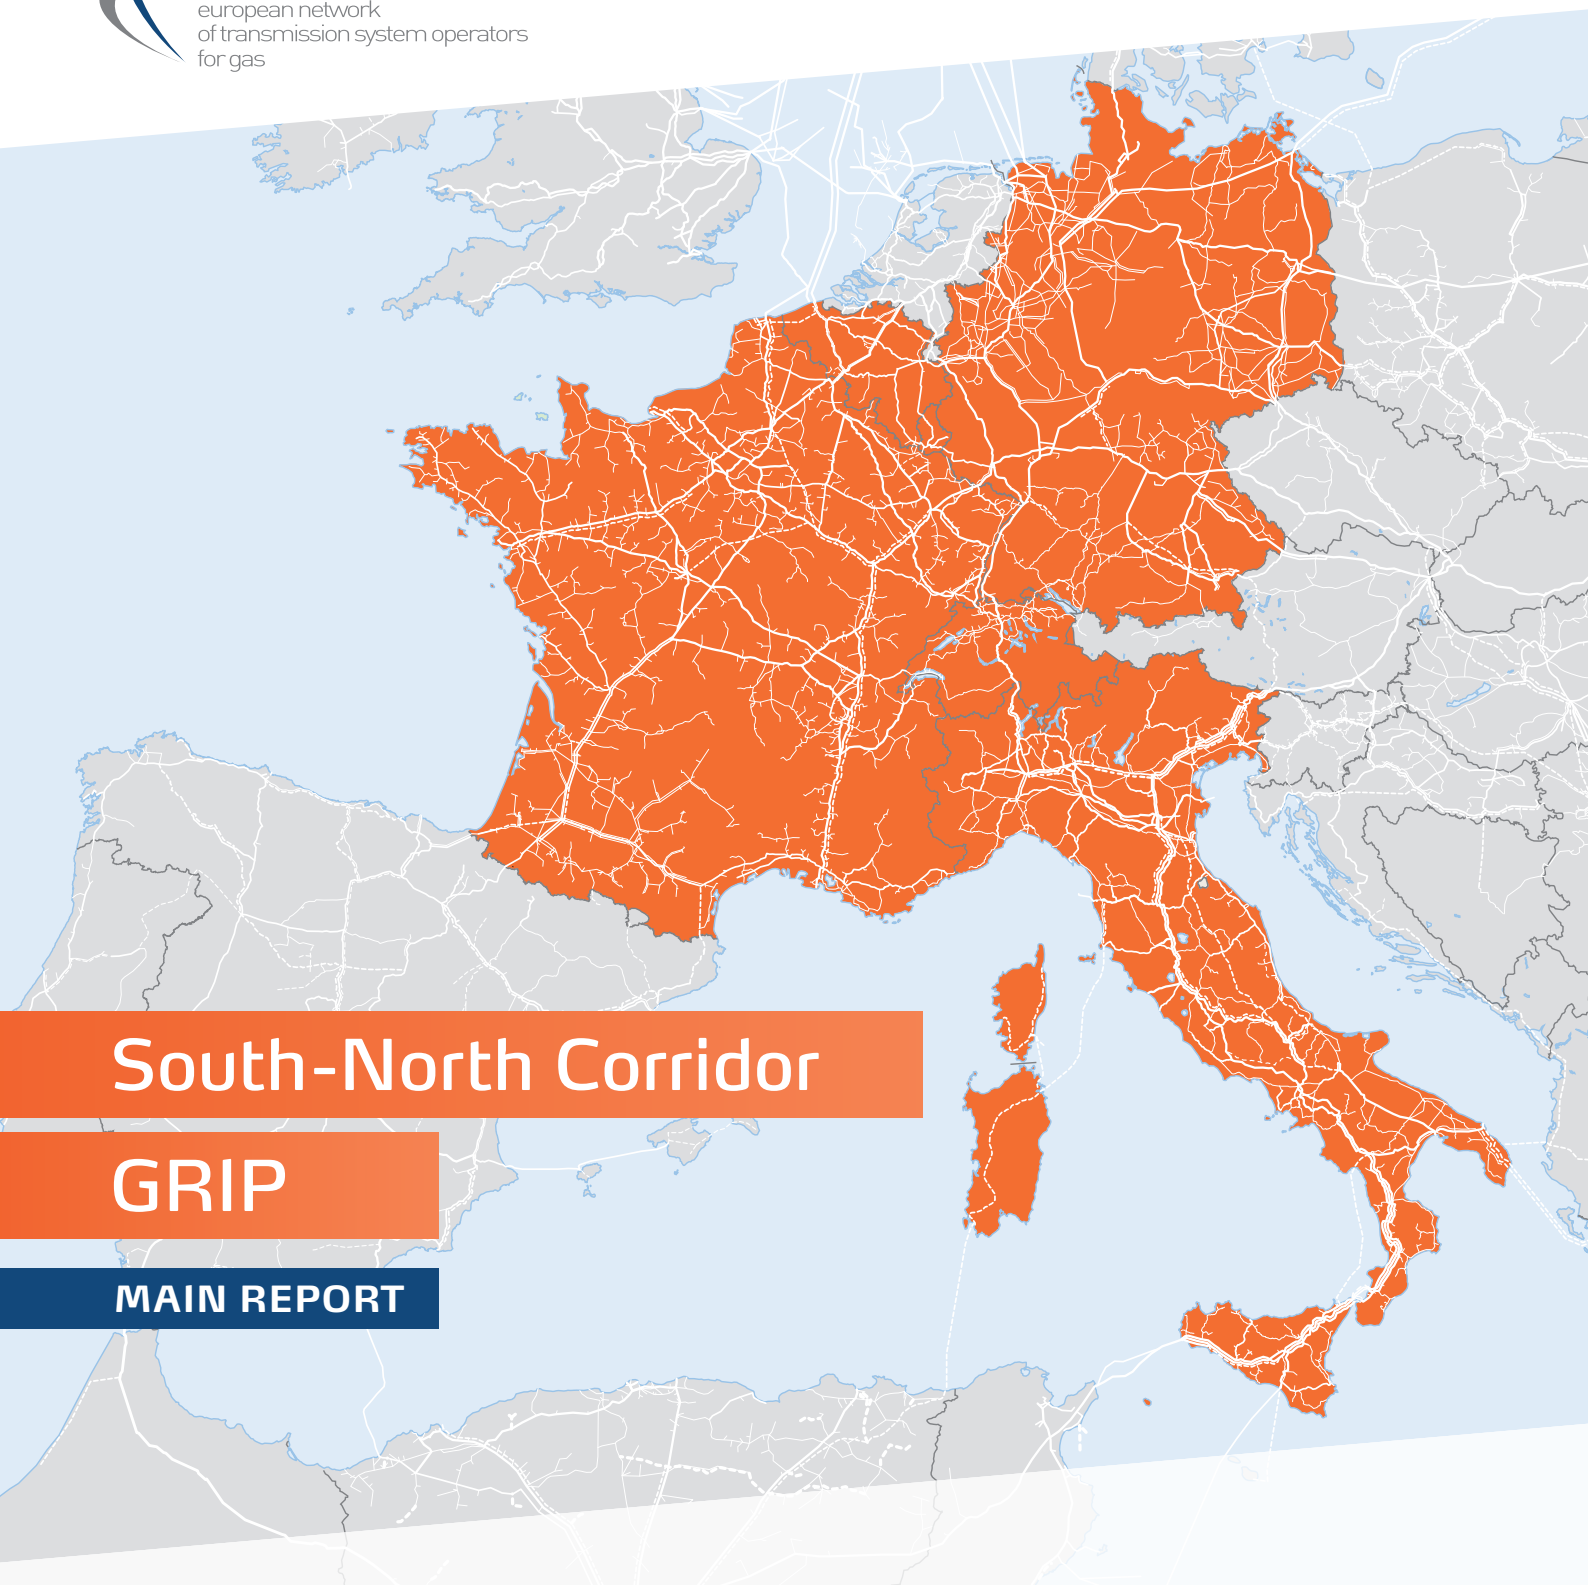 european network
of transmission system operators
for gas
South-North Corridor
GRIP
MAIN REPORT